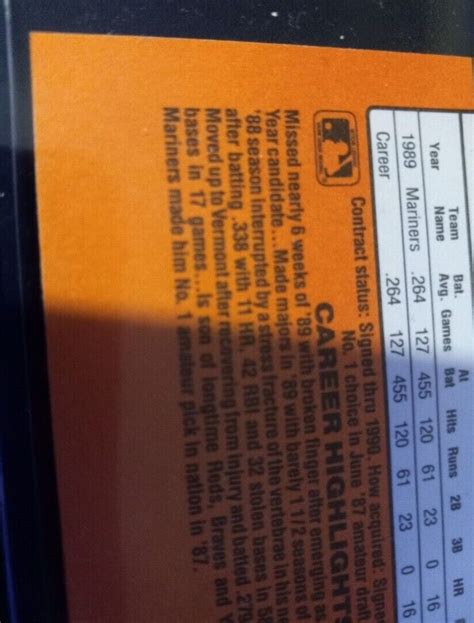 Team Bat. At
Year Name Avg. Games Bat Hits Runs 2B 3B HR
1989 Mariners .264 127 455 120 61 23 0 16
Career .264 127 455 120 61 23 0 16
Contract status: Signed thru 1990. How acquired: Signed
No. 1 choice in June '87 amateur draft.
CAREER HIGHLIGHTS
Missed nearly 6 weeks of '89 with broken finger after emerging as
Year candidate... Made majors in '89 with barely 1 1/2 seasons of
'88 season interrupted by a stress fracture of the vertebrae in his
after batting .338 with 11 HR, 42 RBI and 32 stolen bases in 58
Moved up to Vermont after recovering from injury and batted .279
bases in 17 games.... Is son of longtime Reds, Braves and
Mariners made him No. 1 amateur pick in nation in '87.